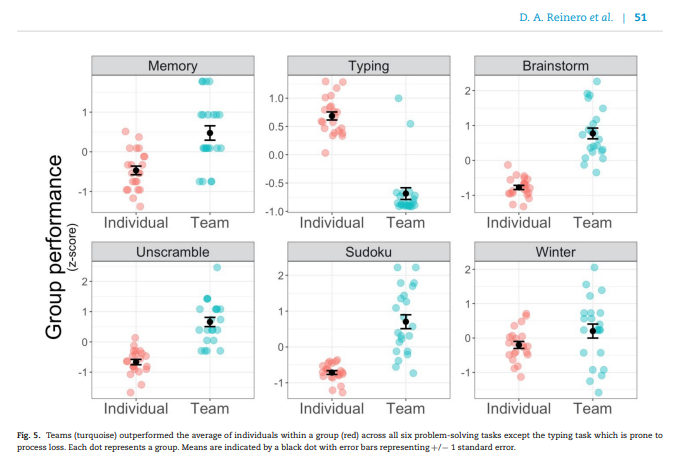 D. A. Reinero et al. | 51
Memory
Typing
Brainstorm
Group performance
(z-score)
1
0
-1
1.0
0.5
0.0
-0.5
-1.0
2
1
0
-1
Individual Team
Individual Team
Individual Team
Unscramble
Sudoku
Winter
2
1
0
-1
2
1
0
-1
2
1
0
-1
Individual Team
Individual Team
Individual Team
Fig. 5. Teams (turquoise) outperformed the average of individuals within a group (red) across all six problem-solving tasks except the typing task which is prone to
process loss. Each dot represents a group. Means are indicated by a black dot with error bars representing +/− 1 standard error.